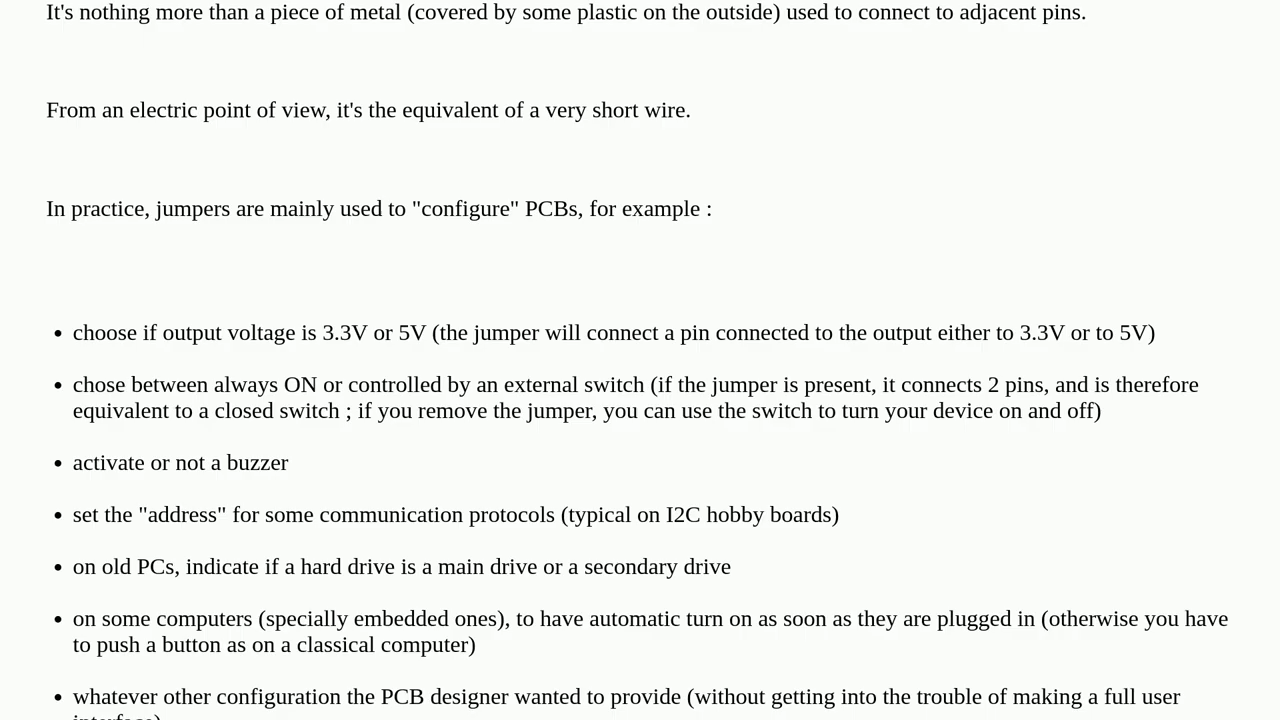 It's nothing more than a piece of metal (covered by some plastic on the outside) used to connect to adjacent pins.
From an electric point of view, it's the equivalent of a very short wire.
In practice, jumpers are mainly used to "configure" PCBs, for example :
• choose if output voltage is 3.3V or 5V (the jumper will connect a pin connected to the output either to 3.3V or to 5V)
• chose between always ON or controlled by an external switch (if the jumper is present, it connects 2 pins, and is therefore
equivalent to a closed switch ; if you remove the jumper, you can use the switch to turn your device on and off)
• activate or not a buzzer
• set the "address" for some communication protocols (typical on I2C hobby boards)
• on old PCs, indicate if a hard drive is a main drive or a secondary drive
• on some computers (specially embedded ones), to have automatic turn on as soon as they are plugged in (otherwise you have
to push a button as on a classical computer)
• whatever other configuration the PCB designer wanted to provide (without getting into the trouble of making a full user
interface)